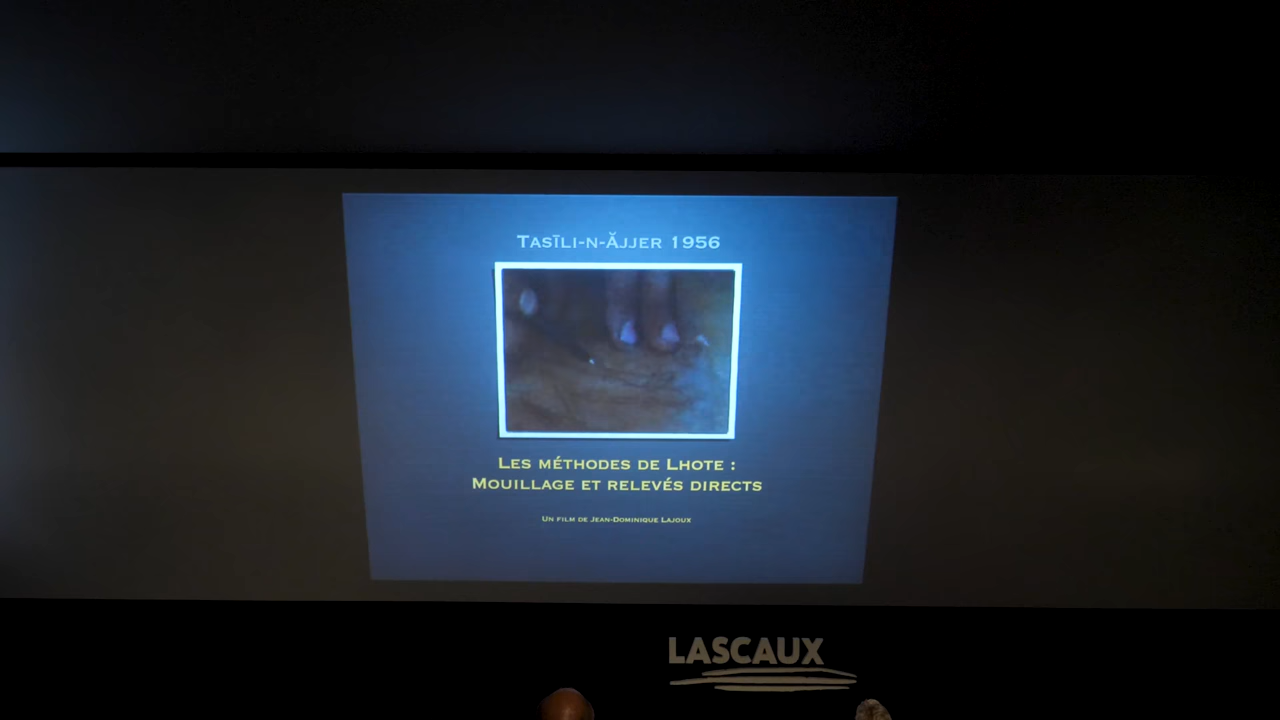 Tasīli-n-Ăjjer 1956
Les méthodes de Lhote :
Mouillage et relevés directs
Un film de Jean-Dominique Lajoux
LASCAUX